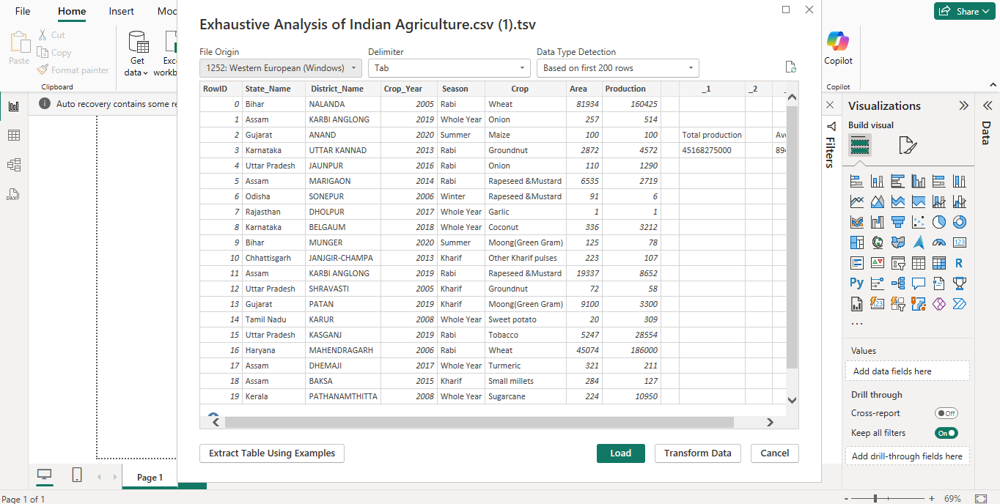 File Home Insert Mod
Share
Paste
Cut
Copy
Format painter
Clipboard
Get data
Exc workb
Copilot
Copilot
Auto recovery contains some re
Exhaustive Analysis of Indian Agriculture.csv (1).tsv
File Origin Delimiter Data Type Detection
1252: Western European (Windows) Tab Based on first 200 rows
RowID State_Name District_Name Crop_Year Season Crop Area Production _1 _2
0 Bihar NALANDA 2005 Rabi Wheat 81934 160425
1 Assam KARBI ANGLONG 2019 Whole Year Onion 257 514
2 Gujarat ANAND 2020 Summer Maize 100 100 Total production Ave
3 Karnataka UTTAR KANNAD 2013 Rabi Groundnut 2872 4572 45168275000 894
4 Uttar Pradesh JAUNPUR 2016 Rabi Onion 110 1290
5 Assam MARIGAON 2014 Rabi Rapeseed &Mustard 6535 2719
6 Odisha SONEPUR 2006 Winter Rapeseed &Mustard 91 6
7 Rajasthan DHOLPUR 2017 Whole Year Garlic 1 1
8 Karnataka BELGAUM 2018 Whole Year Coconut 336 3212
9 Bihar MUNGER 2020 Summer Moong(Green Gram) 125 78
10 Chhattisgarh JANJGIR-CHAMPA 2013 Kharif Other Kharif pulses 223 107
11 Assam KARBI ANGLONG 2019 Rabi Rapeseed &Mustard 19337 8652
12 Uttar Pradesh SHRAVASTI 2005 Kharif Groundnut 72 58
13 Gujarat PATAN 2019 Kharif Moong(Green Gram) 9100 3300
14 Tamil Nadu KARUR 2008 Whole Year Sweet potato 20 309
15 Uttar Pradesh KASGANJ 2019 Rabi Tobacco 5247 28554
16 Haryana MAHENDRAGARH 2006 Rabi Wheat 45074 186000
17 Assam DHEMAJI 2017 Whole Year Turmeric 321 211
18 Assam BAKSA 2015 Kharif Small millets 284 127
19 Kerala PATHANAMTHITTA 2008 Whole Year Sugarcane 224 10950
Extract Table Using Examples Load Transform Data Cancel
Filters
Visualizations
Build visual
123
R
Py
123
...
Values
Add data fields here
Drill through
Cross-report Off
Keep all filters On
Add drill-through fields here
Data
DAX
Page 1
Page 1 of 1
- + 69%